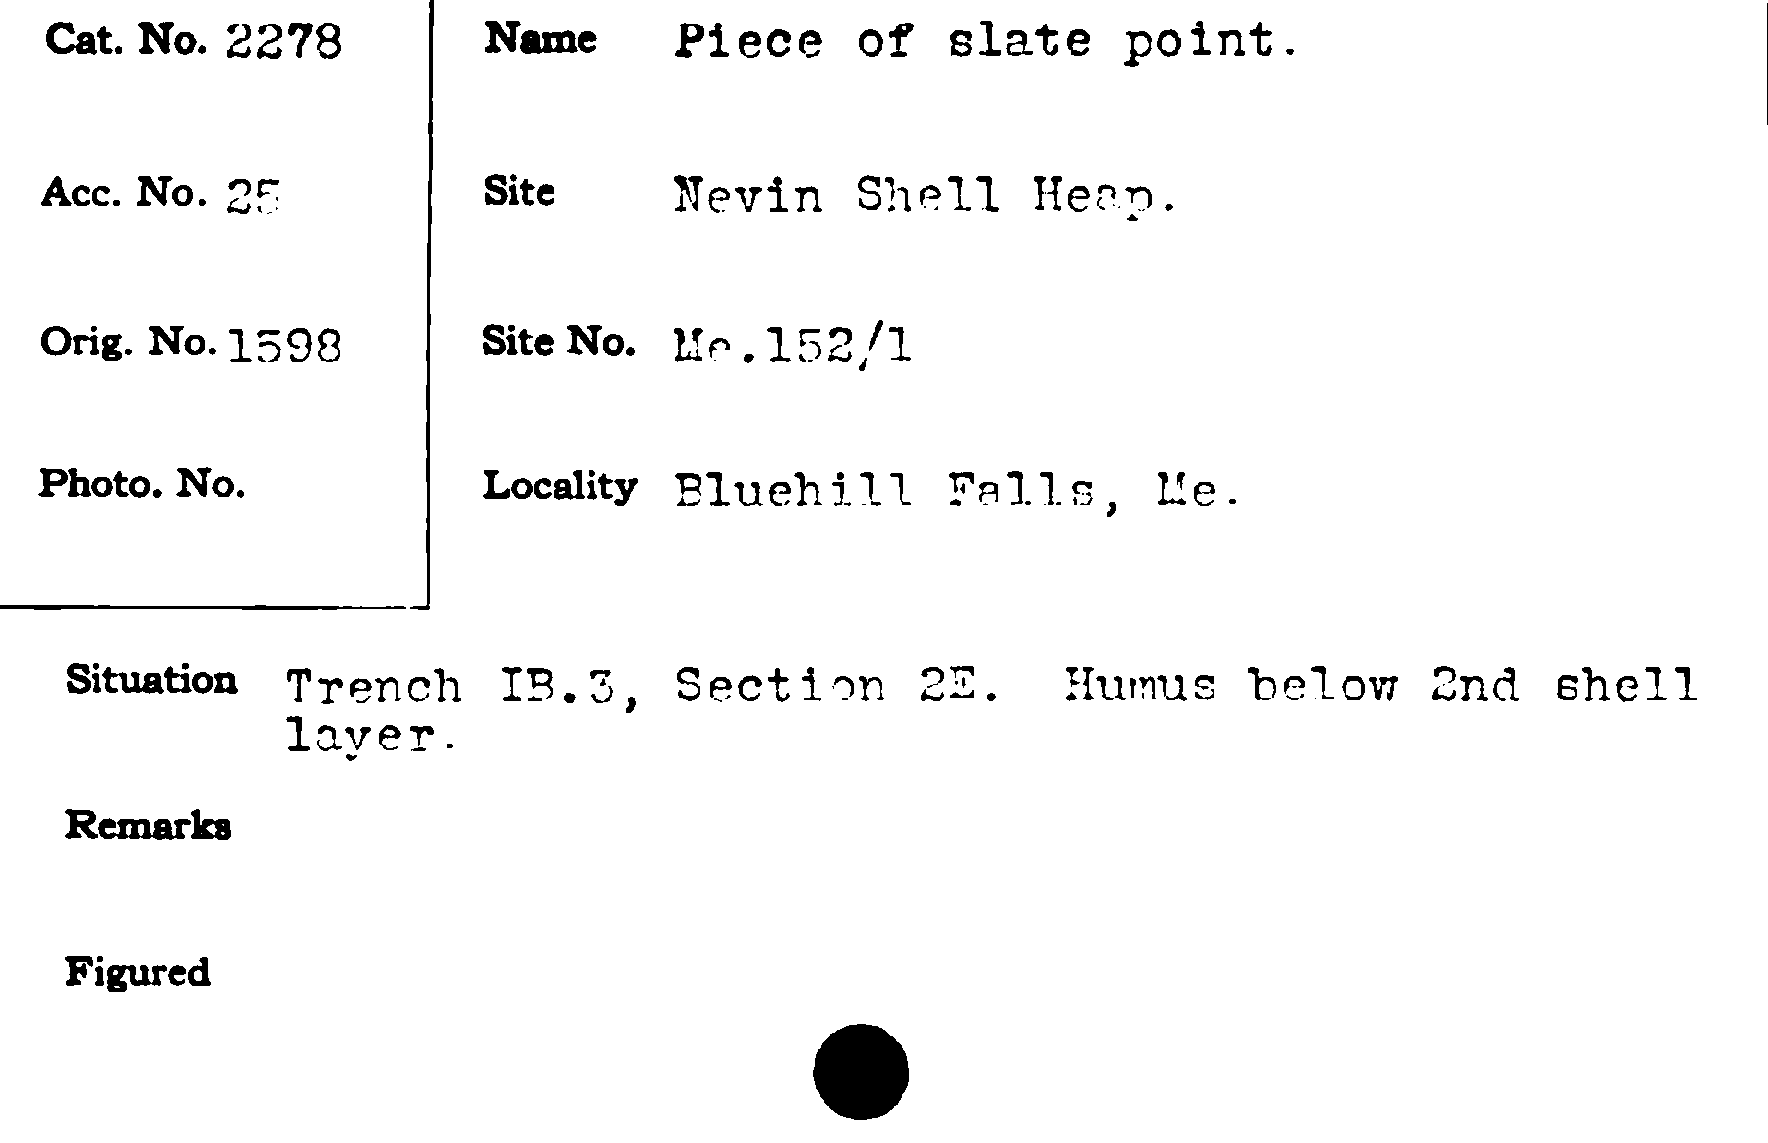 Cat. No. 2278
Name Piece of slate point.
Acc. No. 25
Site Nevin Shell Heap.
Orig. No. 1598
Site No. Me.152/1
Photo. No.
Locality Bluehill Falls, Me.
Situation Trench IB.3, Section 2E. Humus below 2nd shell
layer.
Remarks
Figured